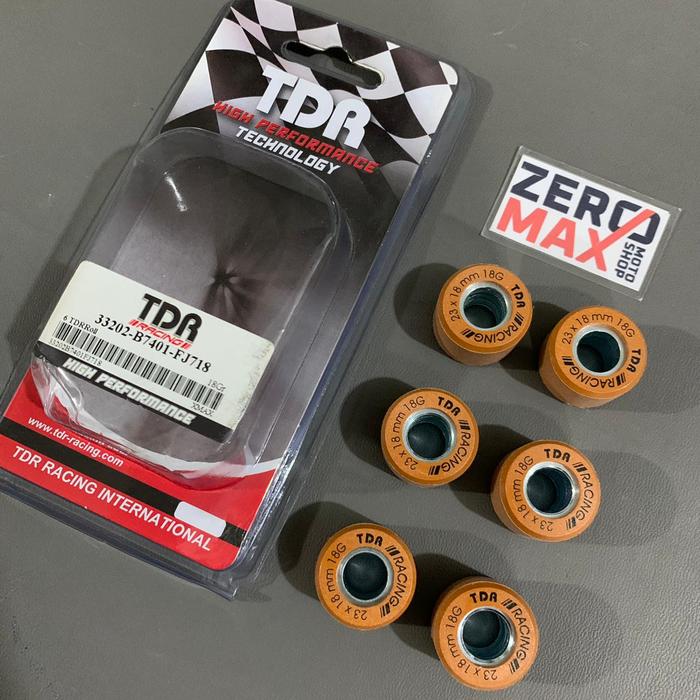 TDR
HIGH PERFORMANCE
TECHNOLOGY
TDR
RACING
33202-B7401-FJ718
6 TDRRoll
18Gr
33202B7401FJ718
XMAX
HIGH PERFORMANCE
www.tdr-racing.com
TDR RACING INTERNATIONAL
ZERO
MAX
MOTO
SHOP
23 x 18 mm 18G TDR RACING
23 x 18 mm 18G TDR RACING
23 x 18 mm 18G TDR RACING
23 x 18 mm 18G TDR RACING
23 x 18 mm 18G TDR RACING
23 x 18 mm 18G TDR RACING